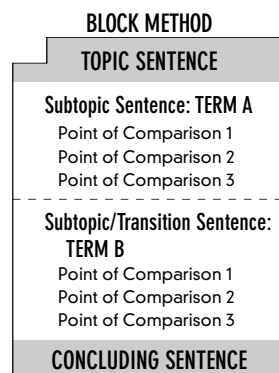 BLOCK METHOD
TOPIC SENTENCE
Subtopic Sentence: TERM A
Point of Comparison 1
Point of Comparison 2
Point of Comparison 3
Subtopic/Transition Sentence:
TERM B
Point of Comparison 1
Point of Comparison 2
Point of Comparison 3
CONCLUDING SENTENCE